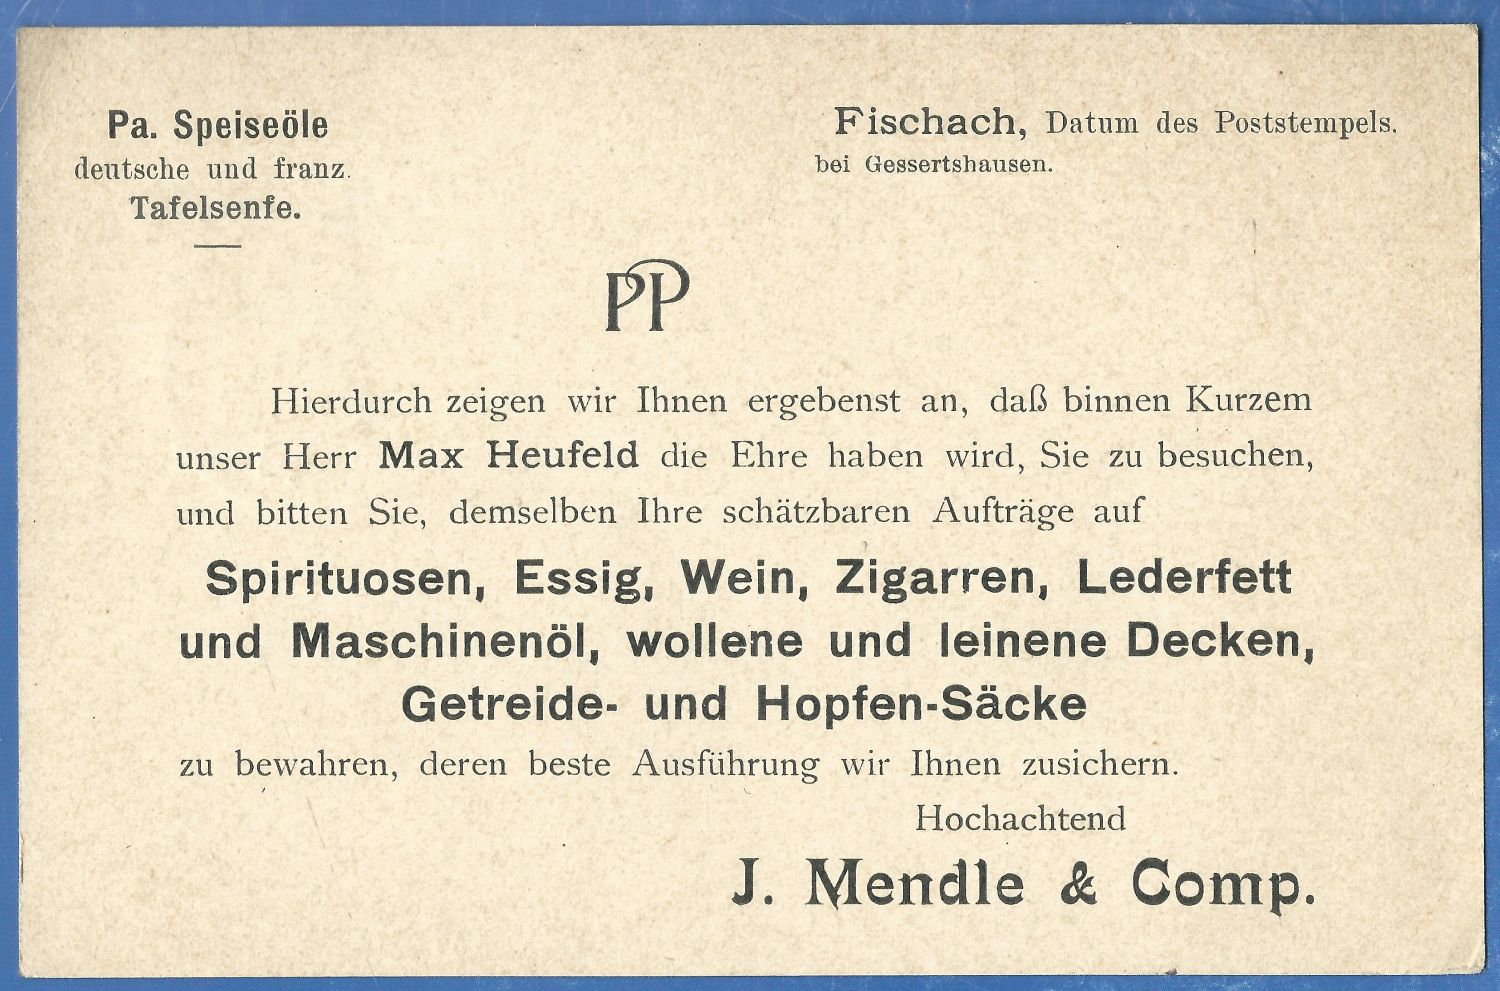 Pa. Speiseöle
deutsche und franz.
Tafelsenfe.
Fischach, Datum des Poststempels.
bei Gessertshausen.
PP
Hierdurch zeigen wir Ihnen ergebenst an, daß binnen Kurzem
unser Herr Max Heufeld die Ehre haben wird, Sie zu besuchen,
und bitten Sie, demselben Ihre schätzbaren Aufträge auf
Spirituosen, Essig, Wein, Zigarren, Lederfett
und Maschinenöl, wollene und leinene Decken,
Getreide- und Hopfen-Säcke
zu bewahren, deren beste Ausführung wir Ihnen zusichern.
Hochachtend
J. Mendle & Comp.